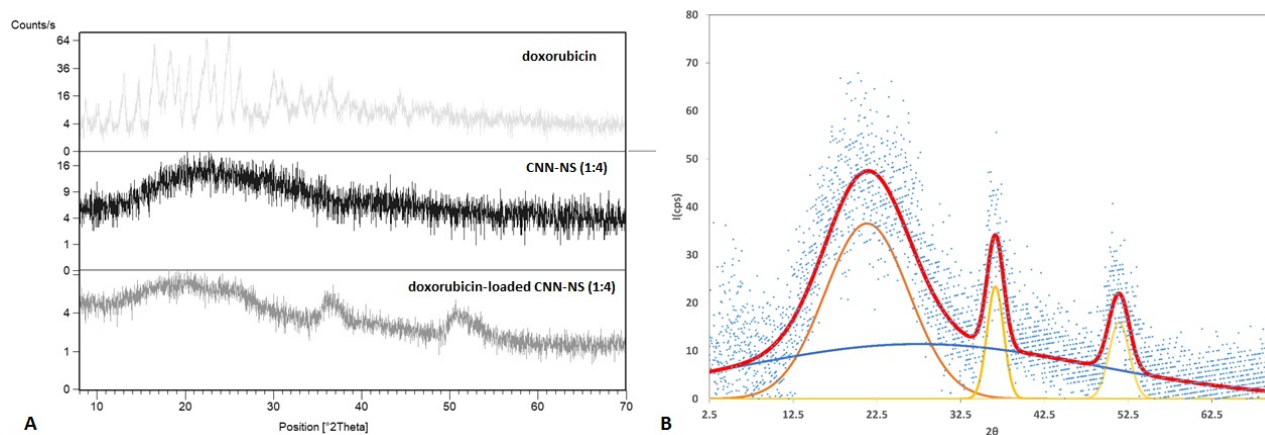 Counts/s
64
36
16
4
0
doxorubicin
16
9
4
1
0
CNN-NS (1:4)
4
1
0
doxorubicin-loaded CNN-NS (1:4)
10 20 30 40 50 60 70
Position [°2Theta]
A
80
70
60
50
40
30
20
10
0
I(cps)
2.5 12.5 22.5 32.5 42.5 52.5 62.5
2θ
B